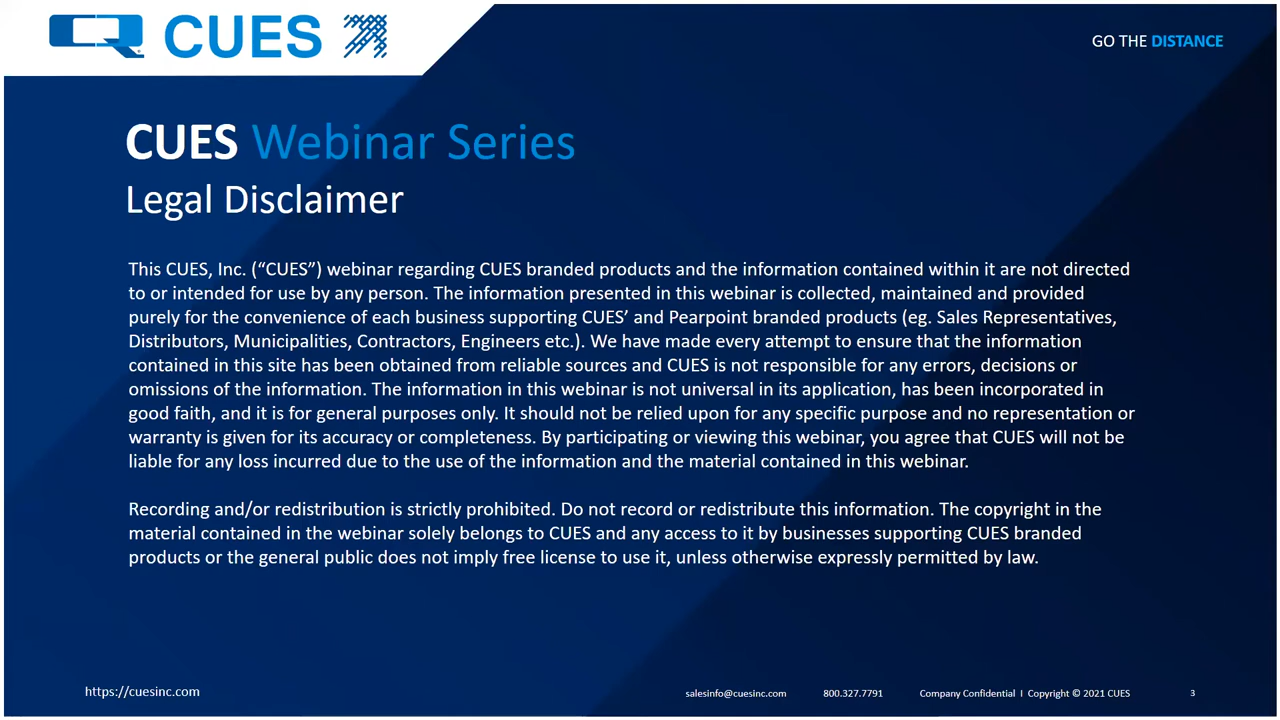 CUES
GO THE DISTANCE
CUES Webinar Series
Legal Disclaimer
This CUES, Inc. (“CUES”) webinar regarding CUES branded products and the information contained within it are not directed
to or intended for use by any person. The information presented in this webinar is collected, maintained and provided
purely for the convenience of each business supporting CUES’ and Pearpoint branded products (eg. Sales Representatives,
Distributors, Municipalities, Contractors, Engineers etc.). We have made every attempt to ensure that the information
contained in this site has been obtained from reliable sources and CUES is not responsible for any errors, decisions or
omissions of the information. The information in this webinar is not universal in its application, has been incorporated in
good faith, and it is for general purposes only. It should not be relied upon for any specific purpose and no representation or
warranty is given for its accuracy or completeness. By participating or viewing this webinar, you agree that CUES will not be
liable for any loss incurred due to the use of the information and the material contained in this webinar.
Recording and/or redistribution is strictly prohibited. Do not record or redistribute this information. The copyright in the
material contained in the webinar solely belongs to CUES and any access to it by businesses supporting CUES branded
products or the general public does not imply free license to use it, unless otherwise expressly permitted by law.
https://cuesinc.com
salesinfo@cuesinc.com 800.327.7791 Company Confidential I Copyright © 2021 CUES 3